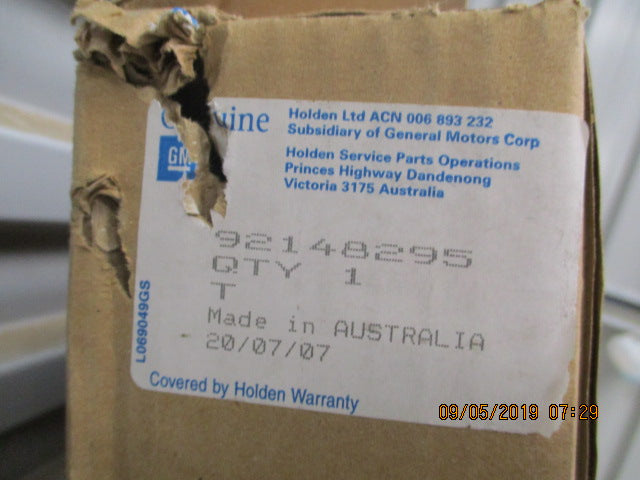 Holden Ltd ACN 006 893 232
Subsidiary of General Motors Corp
GM
Holden Service Parts Operations
Princes Highway Dandenong
Victoria 3175 Australia
92148295
QTY 1
T
Made in AUSTRALIA
20/07/07
L069049GS
Covered by Holden Warranty
09/05/2019 07:29